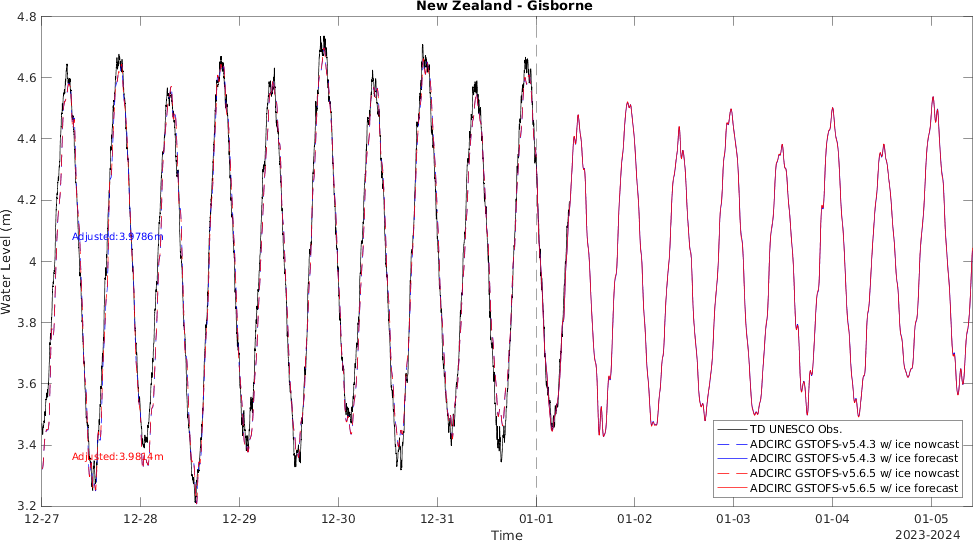 New Zealand - Gisborne
4.8
4.6
4.4
4.2
4
3.8
3.6
3.4
3.2
Water Level (m)
Adjusted:3.9786m
Adjusted:3.9814m
TD UNESCO Obs.
ADCIRC GSTOFS-v5.4.3 w/ ice nowcast
ADCIRC GSTOFS-v5.4.3 w/ ice forecast
ADCIRC GSTOFS-v5.6.5 w/ ice nowcast
ADCIRC GSTOFS-v5.6.5 w/ ice forecast
12-27 12-28 12-29 12-30 12-31 01-01 01-02 01-03 01-04 01-05
Time
2023-2024